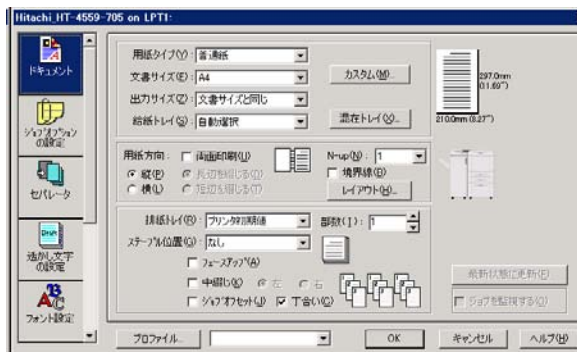 Hitachi_HT-4559-705 on LPT1:
ドキュメント
ジョブオプションの設定
セパレータ
透かし文字の設定
フォント設定
用紙タイプ(Y): 普通紙
文書サイズ(E): A4
カスタム(M)...
出力サイズ(Z): 文書サイズと同じ
給紙トレイ(S): 自動選択
混在トレイ(X)...
297.0mm
(11.69")
210.0mm (8.27")
用紙方向:
両面印刷(U)
N-up(N): 1
縦(P)
長辺を綴じる(D)
境界線(B)
横(L)
短辺を綴じる(T)
レイアウト(H)...
排紙トレイ(R): プリンタ初期値
部数(I): 1
ステープル位置(G): なし
フェースアップ(A)
中綴じ(K)
左
右
ジョブオフセット(J)
丁合い(C)
最新状態に更新(F)
ジョブを監視する(O)
プロファイル...
OK
キャンセル
ヘルプ(H)